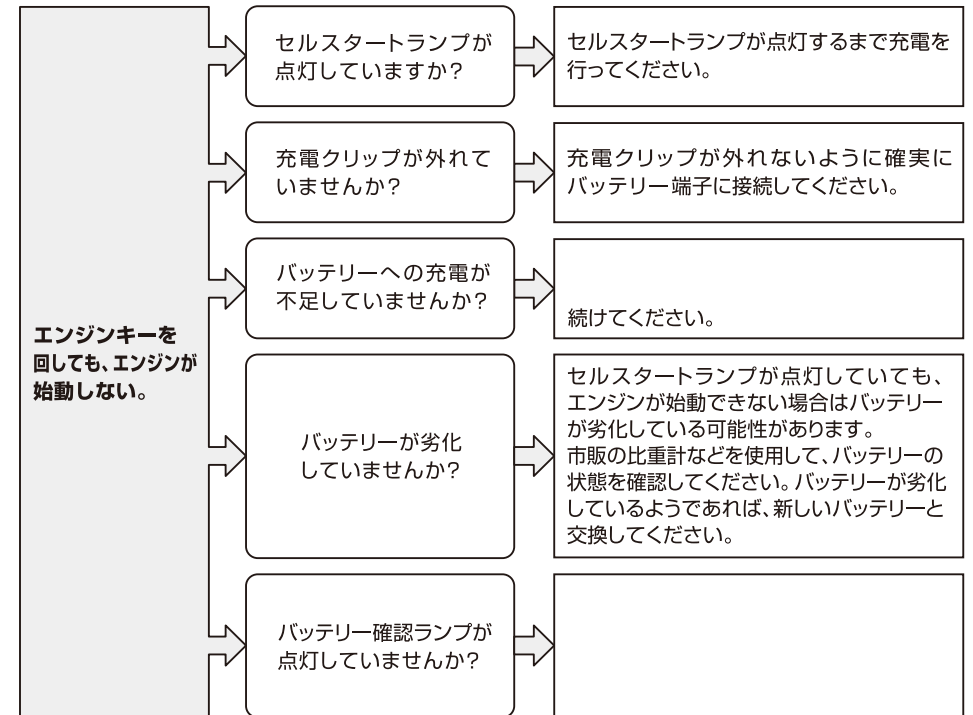 エンジンキーを
回しても、エンジンが
始動しない。
セルスタートランプが
点灯していますか？
セルスタートランプが点灯するまで充電を
行ってください。
充電クリップが外れて
いませんか？
充電クリップが外れないように確実に
バッテリー端子に接続してください。
バッテリーへの充電が
不足していませんか？
続けてください。
バッテリーが劣化
していませんか？
セルスタートランプが点灯していても、
エンジンが始動できない場合はバッテリー
が劣化している可能性があります。
市販の比重計などを使用して、バッテリーの
状態を確認してください。バッテリーが劣化
しているようであれば、新しいバッテリーと
交換してください。
バッテリー確認ランプが
点灯していませんか？